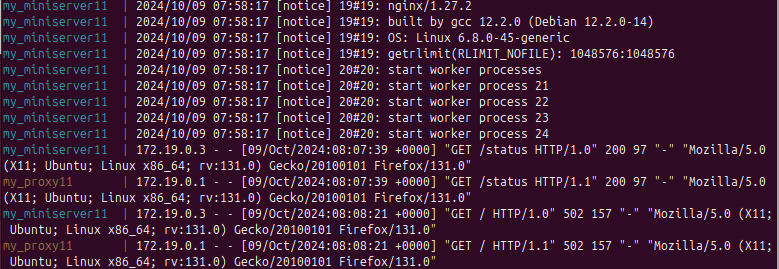 my_miniserver11  | 2024/10/09 07:58:17 [notice] 19#19: nginx/1.27.2
my_miniserver11  | 2024/10/09 07:58:17 [notice] 19#19: built by gcc 12.2.0 (Debian 12.2.0-14)
my_miniserver11  | 2024/10/09 07:58:17 [notice] 19#19: OS: Linux 6.8.0-45-generic
my_miniserver11  | 2024/10/09 07:58:17 [notice] 19#19: getrlimit(RLIMIT_NOFILE): 1048576:1048576
my_miniserver11  | 2024/10/09 07:58:17 [notice] 20#20: start worker processes
my_miniserver11  | 2024/10/09 07:58:17 [notice] 20#20: start worker process 21
my_miniserver11  | 2024/10/09 07:58:17 [notice] 20#20: start worker process 22
my_miniserver11  | 2024/10/09 07:58:17 [notice] 20#20: start worker process 23
my_miniserver11  | 2024/10/09 07:58:17 [notice] 20#20: start worker process 24
my_miniserver11  | 172.19.0.3 - - [09/Oct/2024:08:07:39 +0000] "GET /status HTTP/1.0" 200 97 "-" "Mozilla/5.0
(X11; Ubuntu; Linux x86_64; rv:131.0) Gecko/20100101 Firefox/131.0"
my_proxy11       | 172.19.0.1 - - [09/Oct/2024:08:07:39 +0000] "GET /status HTTP/1.1" 200 97 "-" "Mozilla/5.0
(X11; Ubuntu; Linux x86_64; rv:131.0) Gecko/20100101 Firefox/131.0"
my_miniserver11  | 172.19.0.3 - - [09/Oct/2024:08:08:21 +0000] "GET / HTTP/1.0" 502 157 "-" "Mozilla/5.0 (X11;
 Ubuntu; Linux x86_64; rv:131.0) Gecko/20100101 Firefox/131.0"
my_proxy11       | 172.19.0.1 - - [09/Oct/2024:08:08:21 +0000] "GET / HTTP/1.1" 502 157 "-" "Mozilla/5.0 (X11;
 Ubuntu; Linux x86_64; rv:131.0) Gecko/20100101 Firefox/131.0"